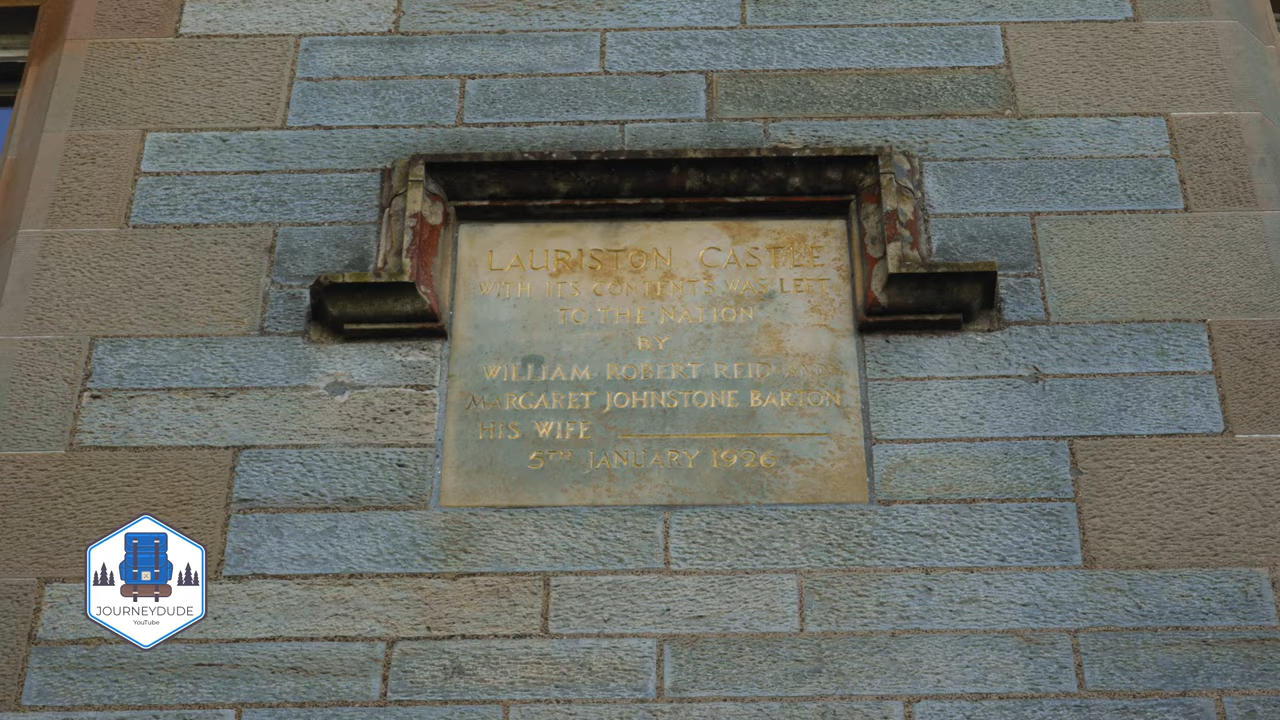 LAURISTON CASTLE
WITH ITS CONTENTS WAS LEFT
TO THE NATION
BY
WILLIAM ROBERT REID AND
MARGARET JOHNSTONE BARTON
HIS WIFE
5TH JANUARY 1926
JOURNEYDUDE
YouTube